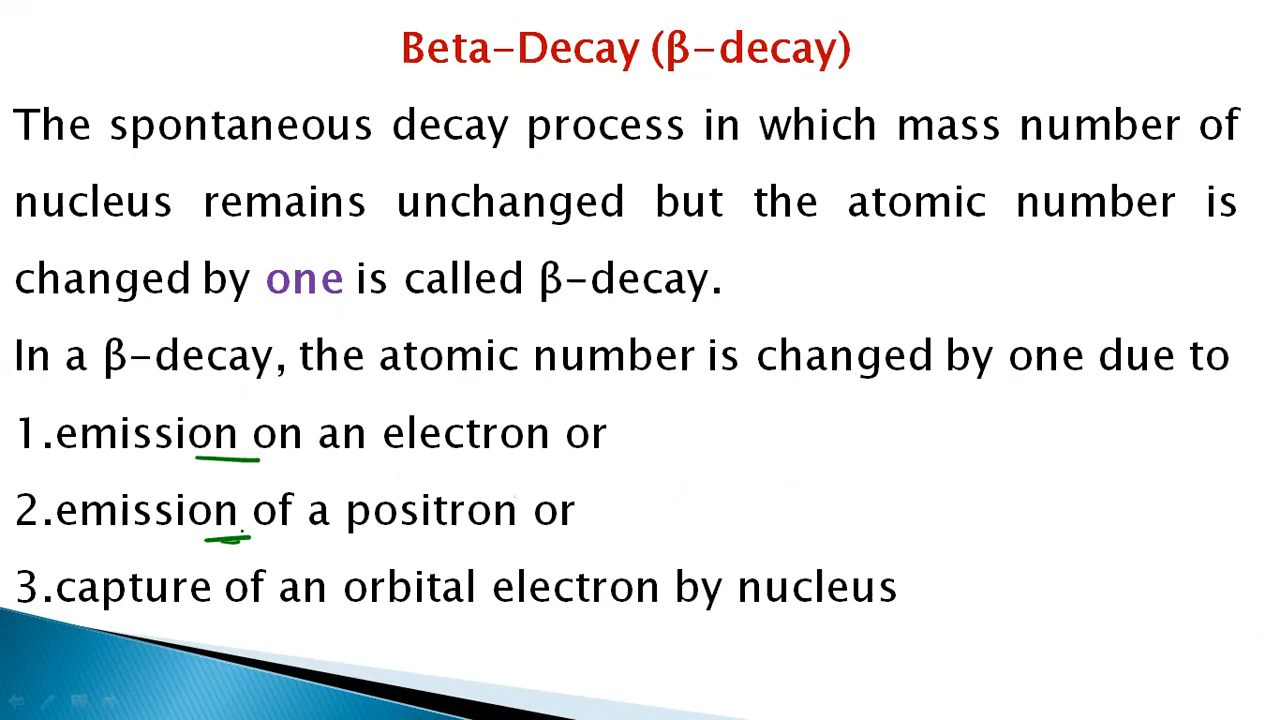 Beta-Decay (β-decay)
The spontaneous decay process in which mass number of
nucleus remains unchanged but the atomic number is
changed by one is called β-decay.
In a β-decay, the atomic number is changed by one due to
1.emission on an electron or
2.emission of a positron or
3.capture of an orbital electron by nucleus